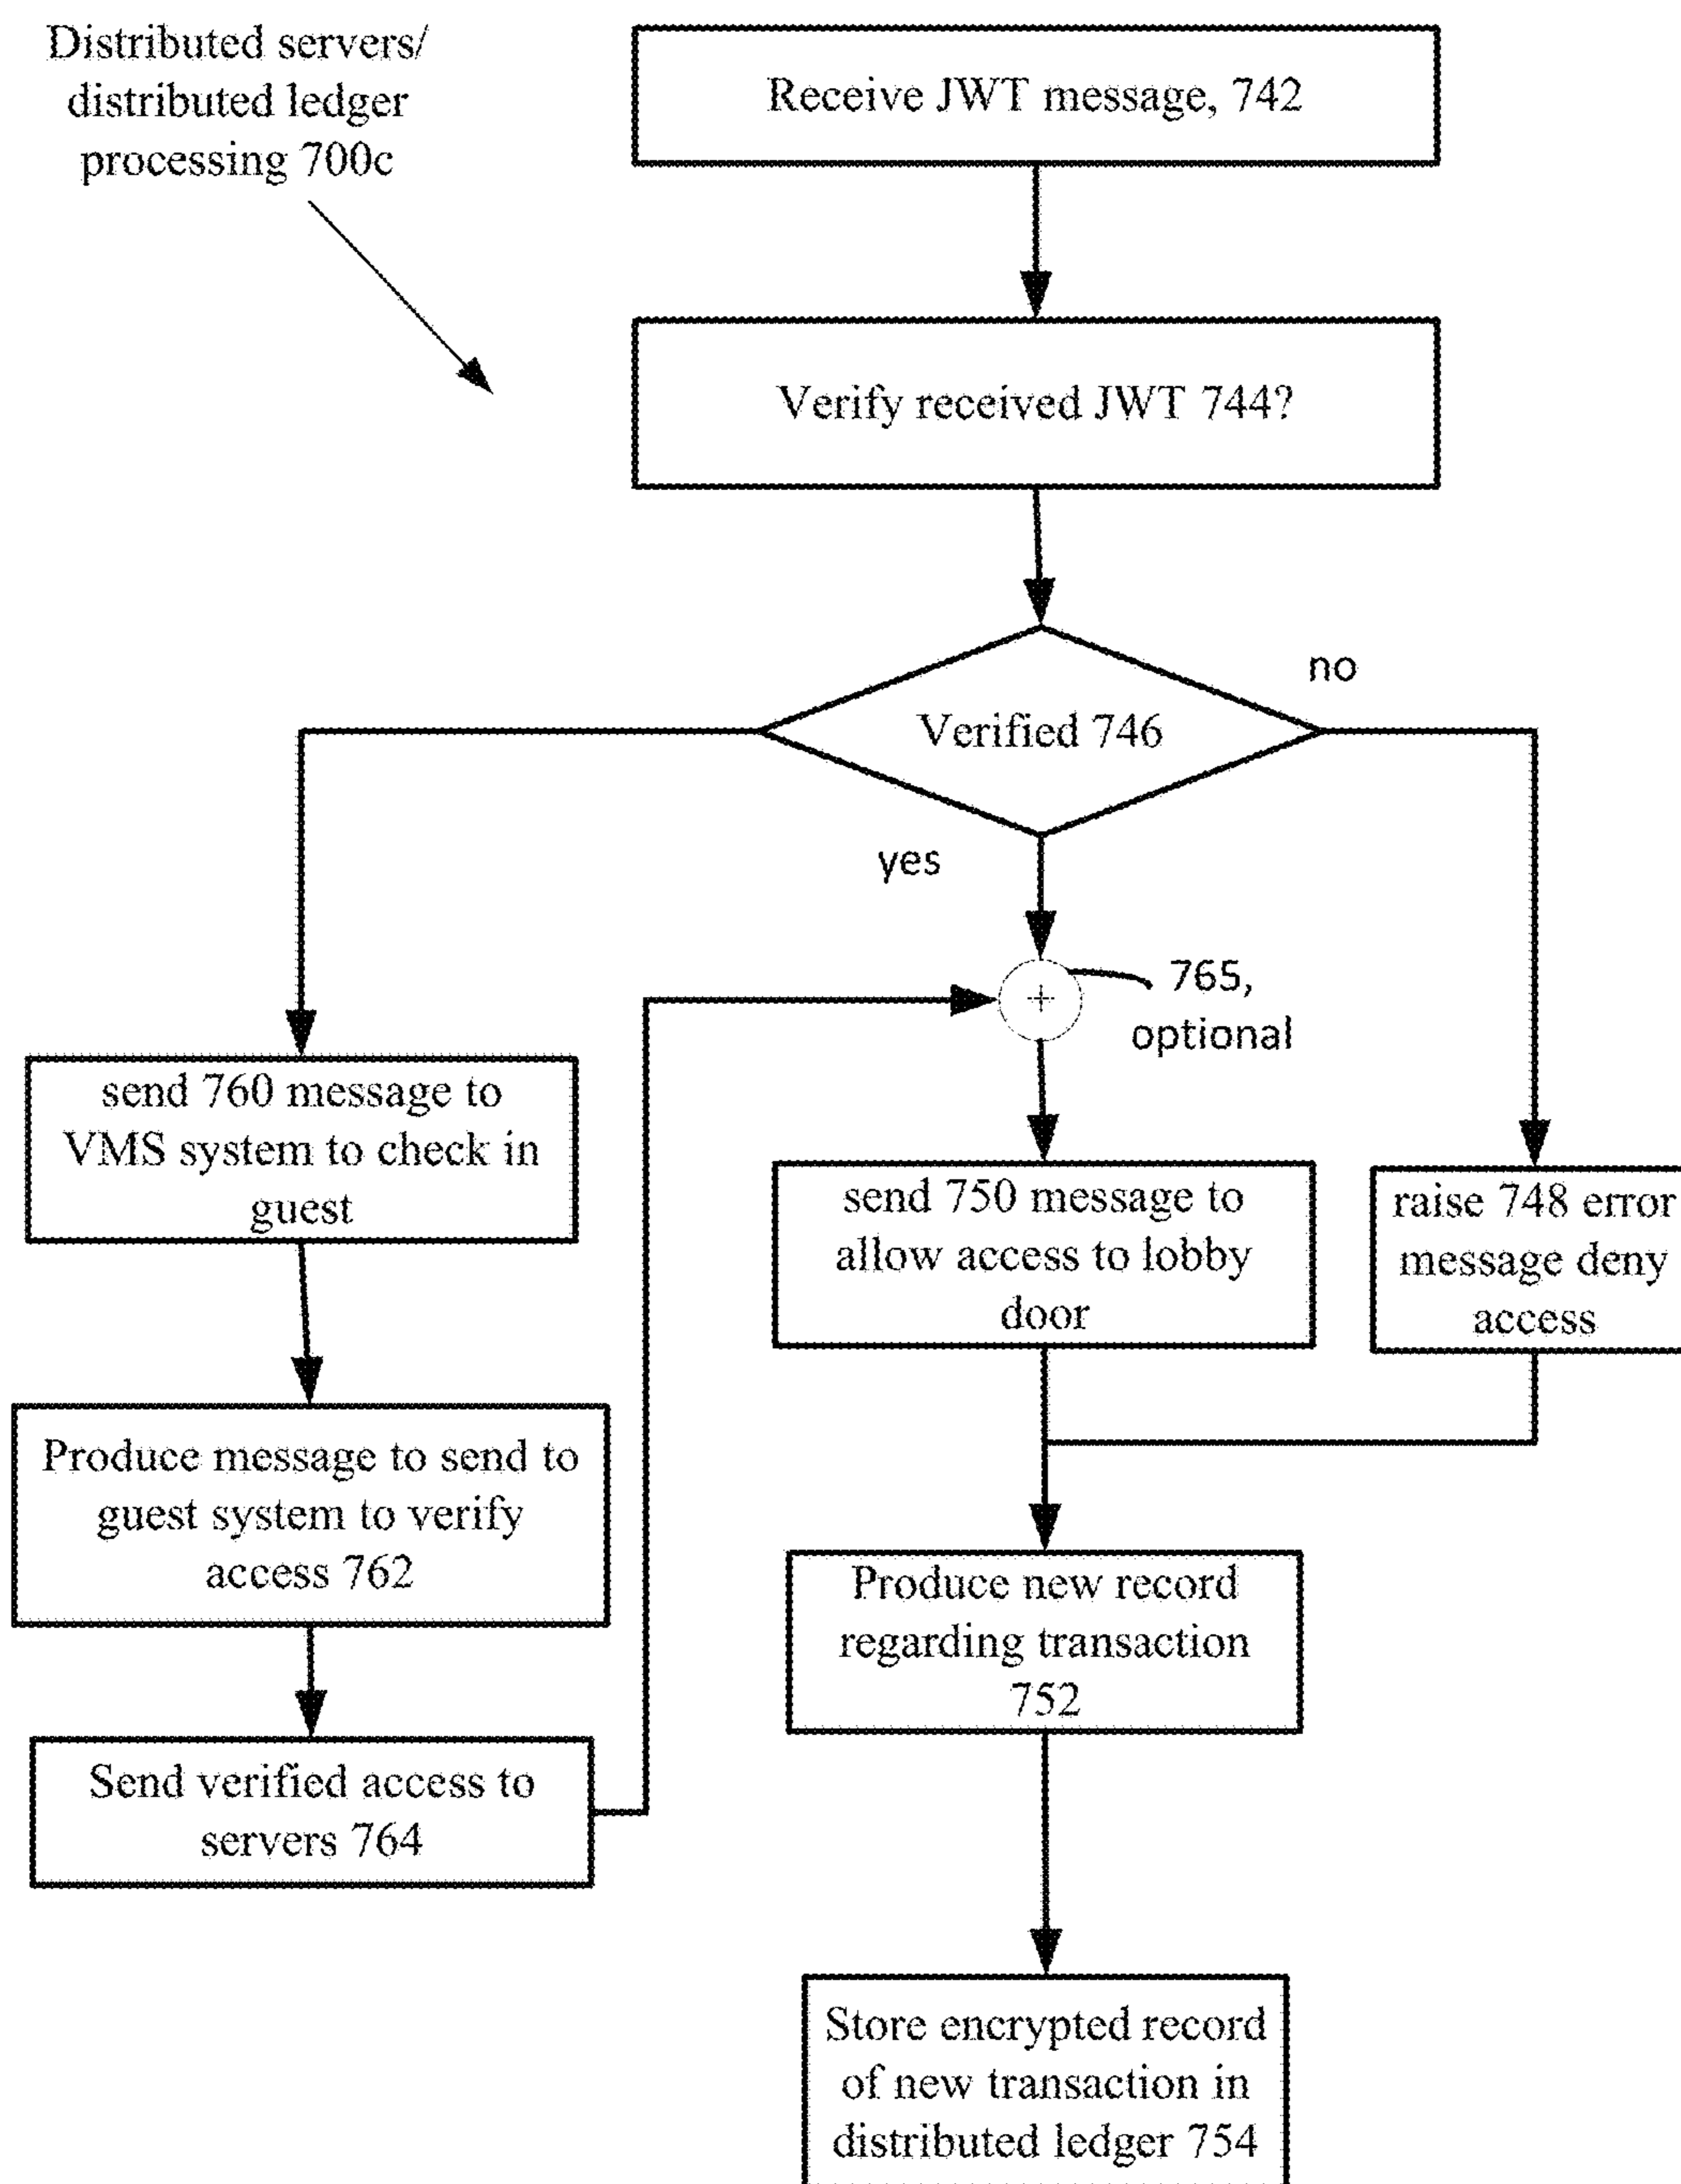 Distributed servers/
distributed ledger
processing 700c
Receive JWT message, 742
Verify received JWT 744?
Verified 746
no
yes
765,
optional
send 760 message to
VMS system to check in
guest
send 750 message to
allow access to lobby
door
raise 748 error
message deny
access
Produce message to send to
guest system to verify
access 762
Produce new record
regarding transaction
752
Send verified access to
servers 764
Store encrypted record
of new transaction in
distributed ledger 754